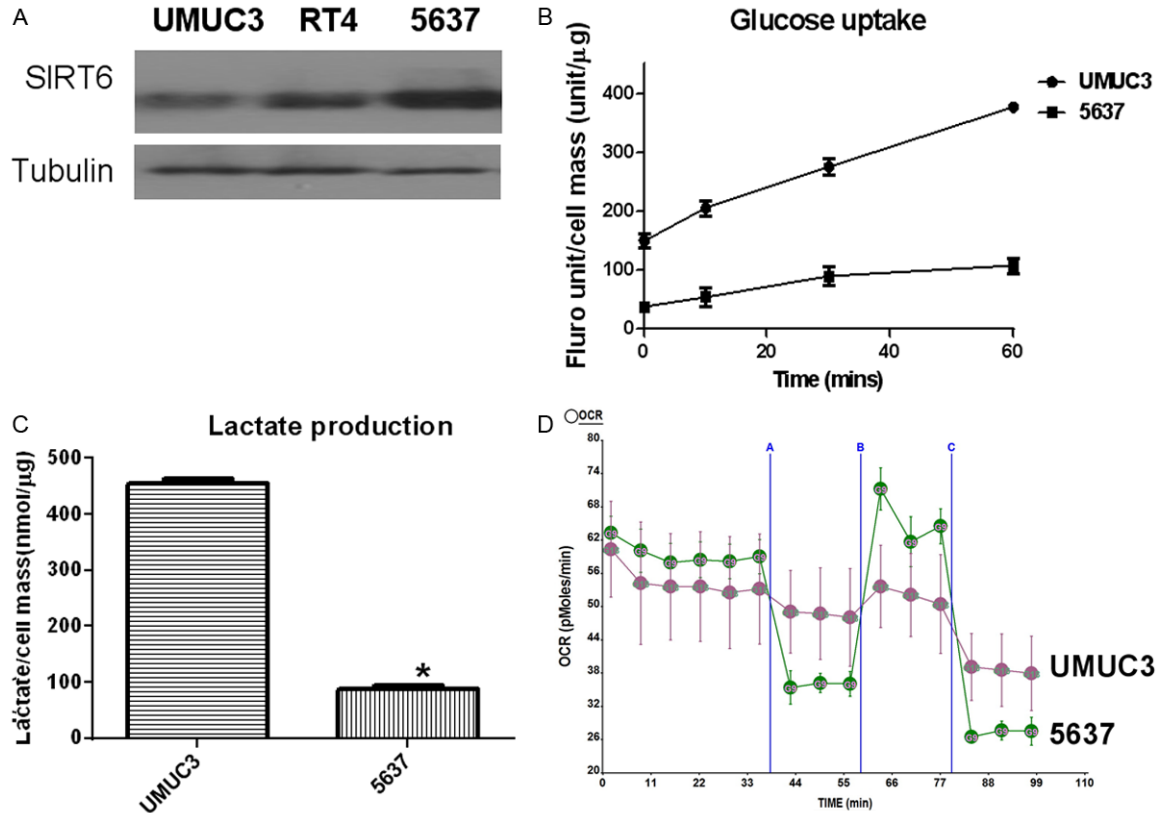 A
UMUC3 RT4 5637
SIRT6
Tubulin
B
Glucose uptake
Fluro unit/cell mass (unit/μg)
400
300
200
100
0
0 20 40 60
Time (mins)
UMUC3
5637
C
Lactate production
Lactate/cell mass(nmol/μg)
500
400
300
200
100
0
*
UMUC3
5637
D
OCR
OCR (pMoles/min)
80
74
68
62
56
50
44
38
32
26
20
A B C
0 11 22 33 44 55 66 77 88 99 110
TIME (min)
UMUC3
5637